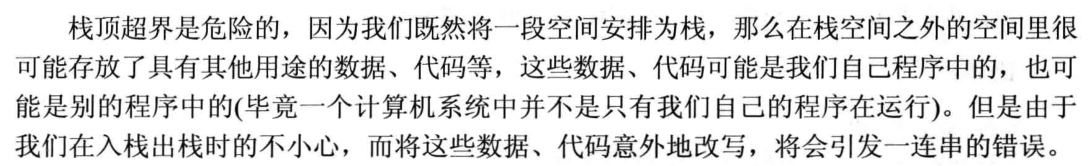 栈顶超界是危险的，因为我们既然将一段空间安排为栈，那么在栈空间之外的空间里很
可能存放了具有其他用途的数据、代码等，这些数据、代码可能是我们自己程序中的，也可
能是别的程序中的(毕竟一个计算机系统中并不是只有我们自己的程序在运行)。但是由于
我们在入栈出栈时的不小心，而将这些数据、代码意外地改写，将会引发一连串的错误。